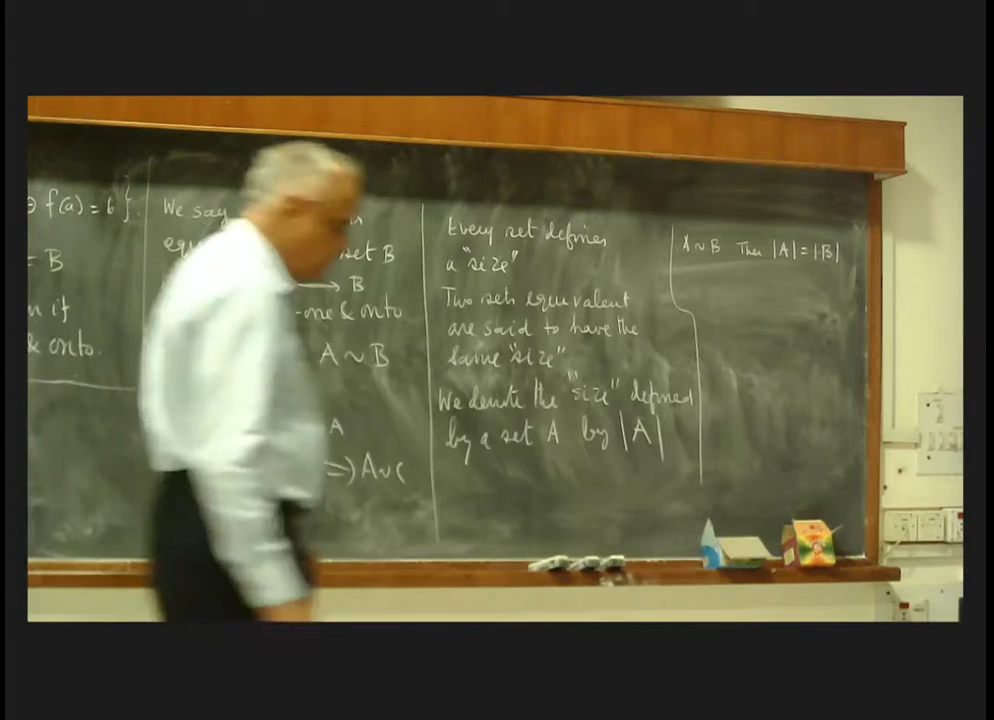 ∋ f(a) = b }.
= B
n if
& onto.
We say
set B
⟶ B
-one & onto
A ~ B
A
⇒) A ~ C
Every set defines
a "size"
Two sets equivalent
are said to have the
same "size"
We denote the "size" defined
by a set A by |A|
A ~ B Then |A| = |B|